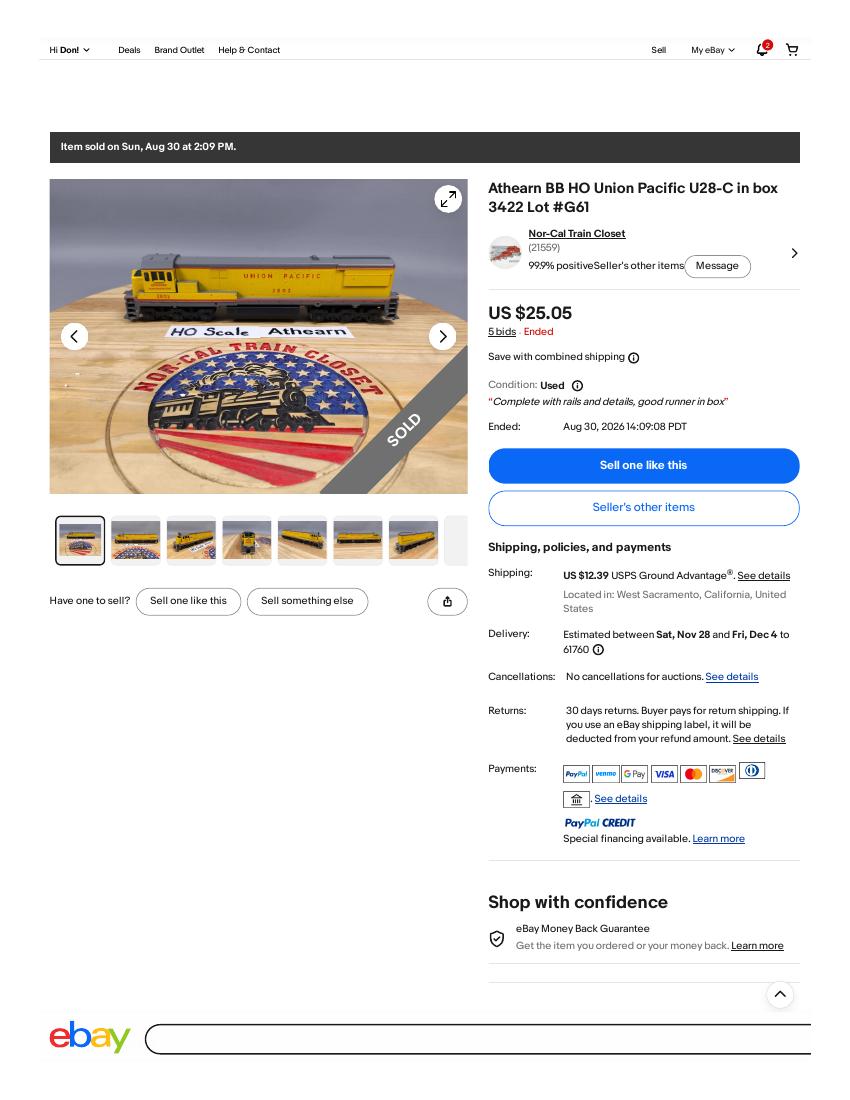 Hi Don!
Deals
Brand Outlet
Help & Contact
Sell
My eBay
2
Item sold on Sun, Aug 30 at 2:09 PM.
UNION PACIFIC
2802
2802
HO Scale Athearn
NOR-CAL TRAIN CLOSET
SOLD
Have one to sell?
Sell one like this
Sell something else
Athearn BB HO Union Pacific U28-C in box
3422 Lot #G61
Nor-Cal Train Closet
(21559)
99.9% positiveSeller's other items
Message
US $25.05
5 bids · Ended
Save with combined shipping
Condition: Used
"Complete with rails and details, good runner in box"
Ended: Aug 30, 2026 14:09:08 PDT
Sell one like this
Seller's other items
Shipping, policies, and payments
Shipping: US $12.39 USPS Ground Advantage®. See details
Located in: West Sacramento, California, United
States
Delivery: Estimated between Sat, Nov 28 and Fri, Dec 4 to
61760
Cancellations: No cancellations for auctions. See details
Returns: 30 days returns. Buyer pays for return shipping. If
you use an eBay shipping label, it will be
deducted from your refund amount. See details
Payments: PayPal venmo G Pay VISA DISCOVER
. See details
PayPal CREDIT
Special financing available. Learn more
Shop with confidence
eBay Money Back Guarantee
Get the item you ordered or your money back. Learn more
ebay